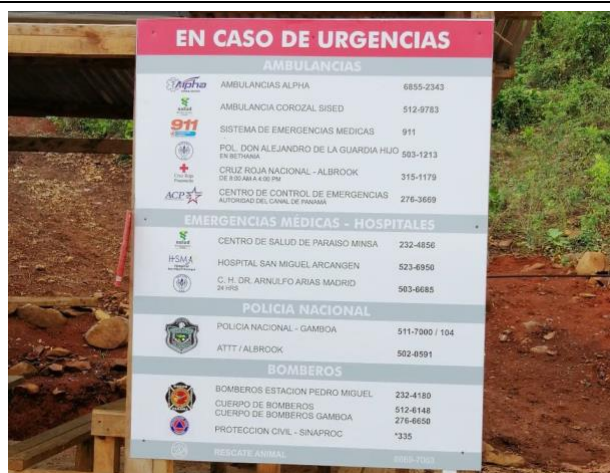 EN CASO DE URGENCIAS
AMBULANCIAS
Alpha AMBULANCIAS ALPHA 6855-2343
salud AMBULANCIA COROZAL SISED 512-9783
911 SISTEMA DE EMERGENCIAS MEDICAS 911
POL. DON ALEJANDRO DE LA GUARDIA HIJO 503-1213
EN BETHANIA
CRUZ ROJA NACIONAL - ALBROOK 315-1179
DE 8:00 AM A 4:00 PM
ACP CENTRO DE CONTROL DE EMERGENCIAS 276-3669
AUTORIDAD DEL CANAL DE PANAMÁ
EMERGENCIAS MÉDICAS - HOSPITALES
salud CENTRO DE SALUD DE PARAISO MINSA 232-4856
HSMA HOSPITAL SAN MIGUEL ARCANGEN 523-6950
C. H. DR. ARNULFO ARIAS MADRID 503-6685
24 HRS
POLICIA NACIONAL
POLICIA NACIONAL - GAMBOA 511-7000 / 104
ATTT / ALBROOK 502-0591
BOMBEROS
BOMBEROS ESTACION PEDRO MIGUEL 232-4180
CUERPO DE BOMBEROS 512-6148
CUERPO DE BOMBEROS GAMBOA 276-6650
PROTECCION CIVIL - SINAPROC *335
RESCATE ANIMAL